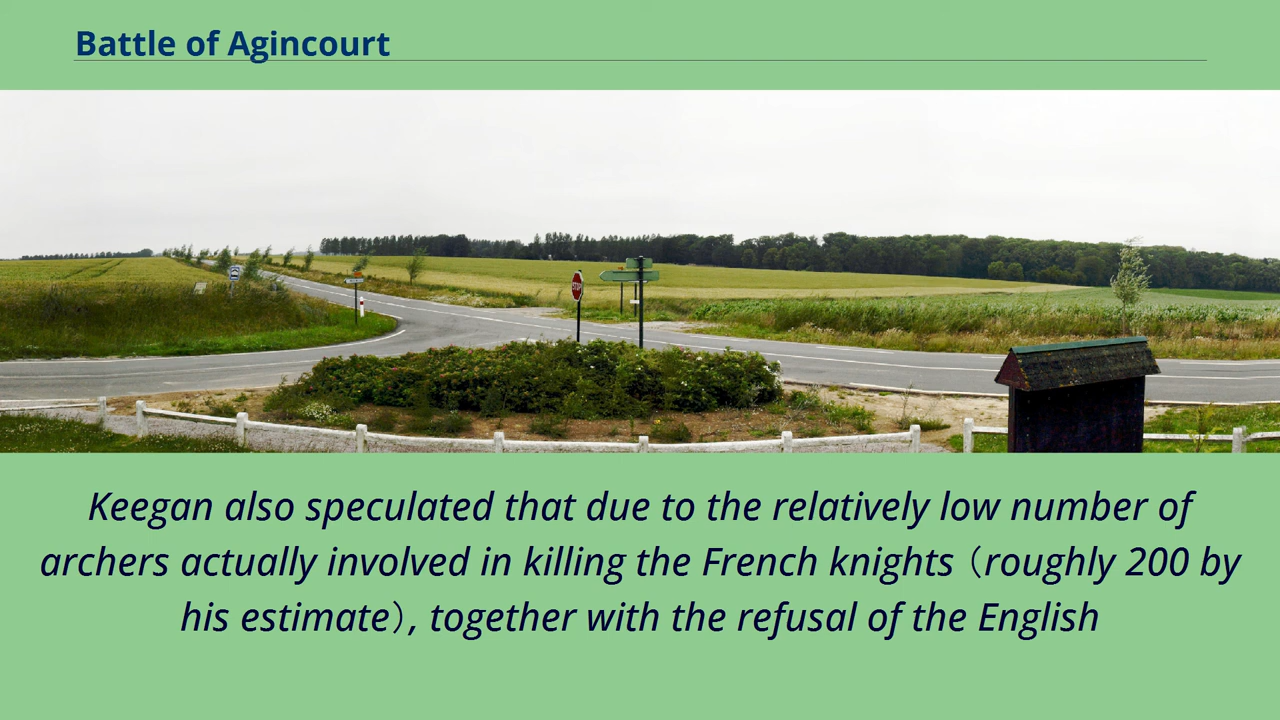 Battle of Agincourt
STOP
Keegan also speculated that due to the relatively low number of
archers actually involved in killing the French knights（roughly 200 by
his estimate）, together with the refusal of the English